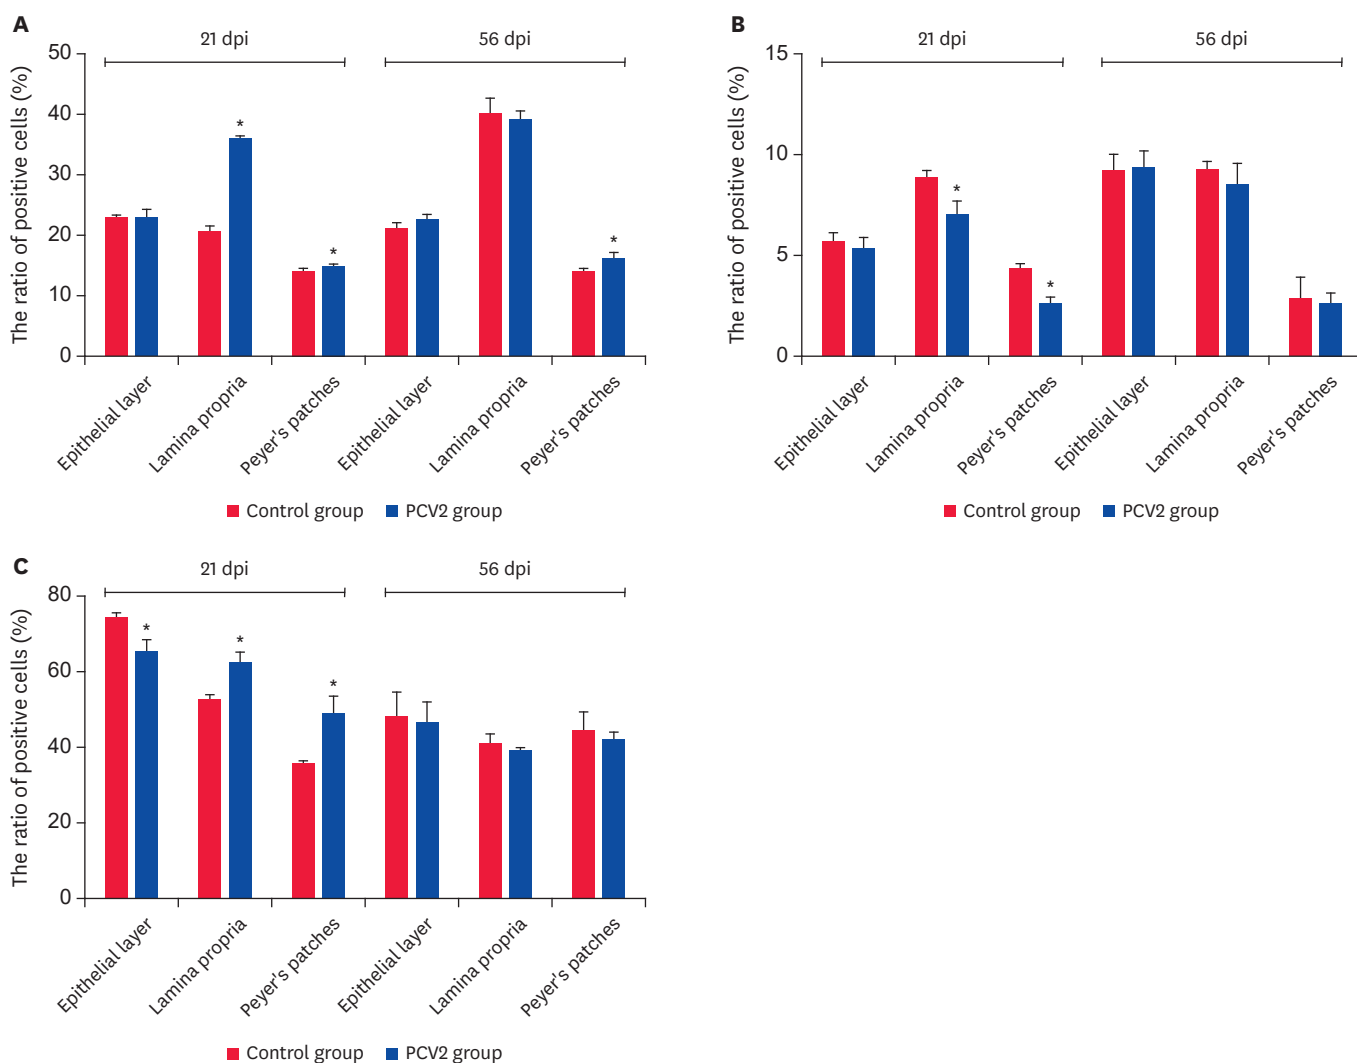 A
21 dpi
56 dpi
The ratio of positive cells (%)
50
40
30
20
10
0
*
*
*
Epithelial layer
Lamina propria
Peyer's patches
Epithelial layer
Lamina propria
Peyer's patches
Control group
PCV2 group
B
21 dpi
56 dpi
The ratio of positive cells (%)
15
10
5
0
*
*
Epithelial layer
Lamina propria
Peyer's patches
Epithelial layer
Lamina propria
Peyer's patches
Control group
PCV2 group
C
21 dpi
56 dpi
The ratio of positive cells (%)
80
60
40
20
0
*
*
*
Epithelial layer
Lamina propria
Peyer's patches
Epithelial layer
Lamina propria
Peyer's patches
Control group
PCV2 group